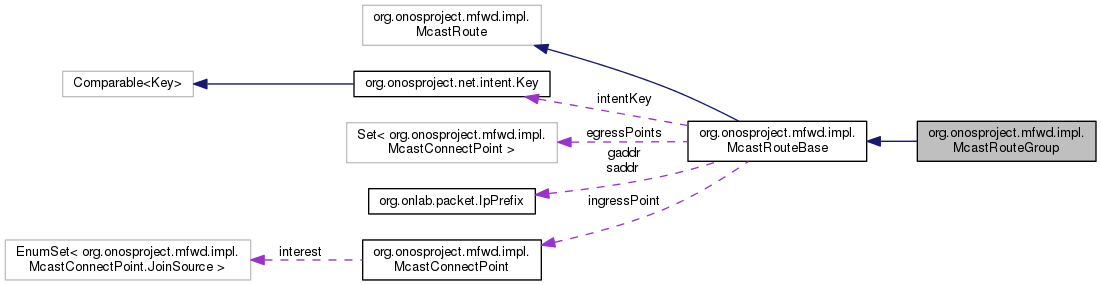 org.onosproject.mfwd.impl.
McastRoute
Comparable<Key>
org.onosproject.net.intent.Key
intentKey
Set< org.onosproject.mfwd.impl.
McastConnectPoint >
egressPoints
org.onosproject.mfwd.impl.
McastRouteBase
org.onosproject.mfwd.impl.
McastRouteGroup
gaddr
saddr
org.onlab.packet.IpPrefix
ingressPoint
EnumSet< org.onosproject.mfwd.impl.
McastConnectPoint.JoinSource >
interest
org.onosproject.mfwd.impl.
McastConnectPoint